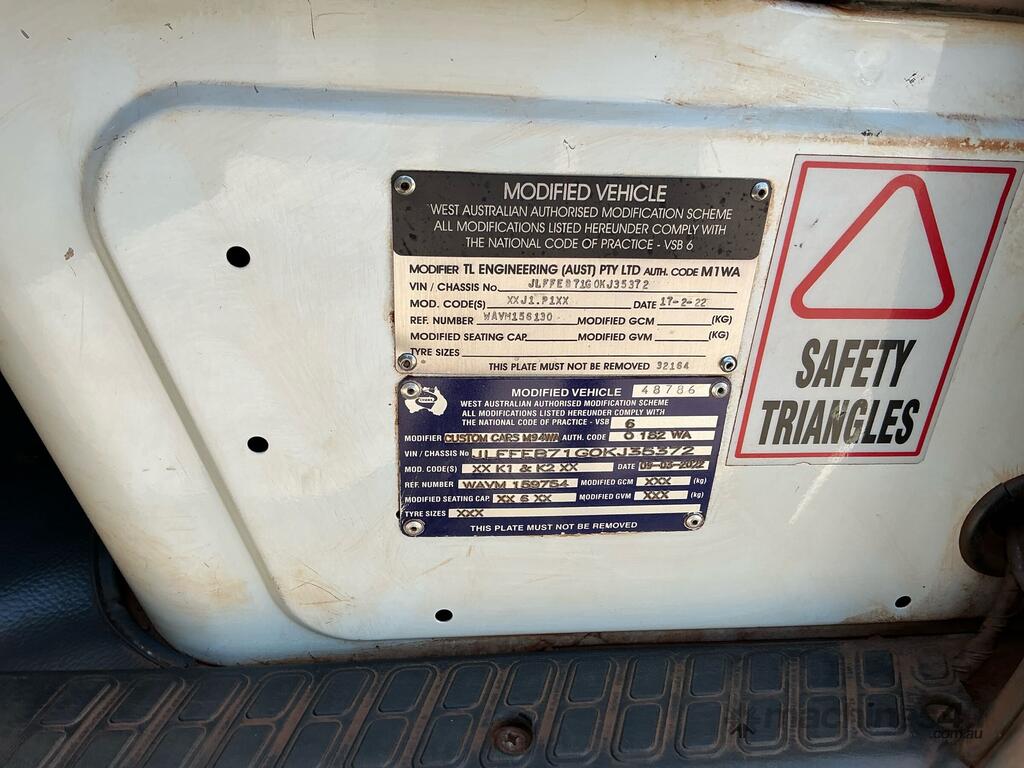 MODIFIED VEHICLE
WEST AUSTRALIAN AUTHORISED MODIFICATION SCHEME
ALL MODIFICATIONS LISTED HEREUNDER COMPLY WITH
THE NATIONAL CODE OF PRACTICE - VSB 6
MODIFIER TL ENGINEERING (AUST) PTY LTD AUTH. CODE M1WA
VIN / CHASSIS No. JLFFEB71G0KJ35372
MOD. CODE(S) XXJ1.P1XX DATE 17-2-22
REF. NUMBER WAVM156130 MODIFIED GCM (KG)
MODIFIED SEATING CAP. MODIFIED GVM (KG)
TYRE SIZES
THIS PLATE MUST NOT BE REMOVED 32164
MODIFIED VEHICLE 48786
WEST AUSTRALIAN AUTHORISED MODIFICATION SCHEME
ALL MODIFICATIONS LISTED HEREUNDER COMPLY WITH
THE NATIONAL CODE OF PRACTICE - VSB 6
MODIFIER CUSTOM CARS M94WA AUTH. CODE O 182 WA
VIN / CHASSIS No JLFFEB71G0KJ35372
MOD. CODE(S) XX K1 & K2 XX DATE 09-03-2022
REF. NUMBER WAVM 159754 MODIFIED GCM XXX (kg)
MODIFIED SEATING CAP. XX 6 XX MODIFIED GVM XXX (kg)
TYRE SIZES XXX
THIS PLATE MUST NOT BE REMOVED
SAFETY
TRIANGLES
machines4u
.com.au